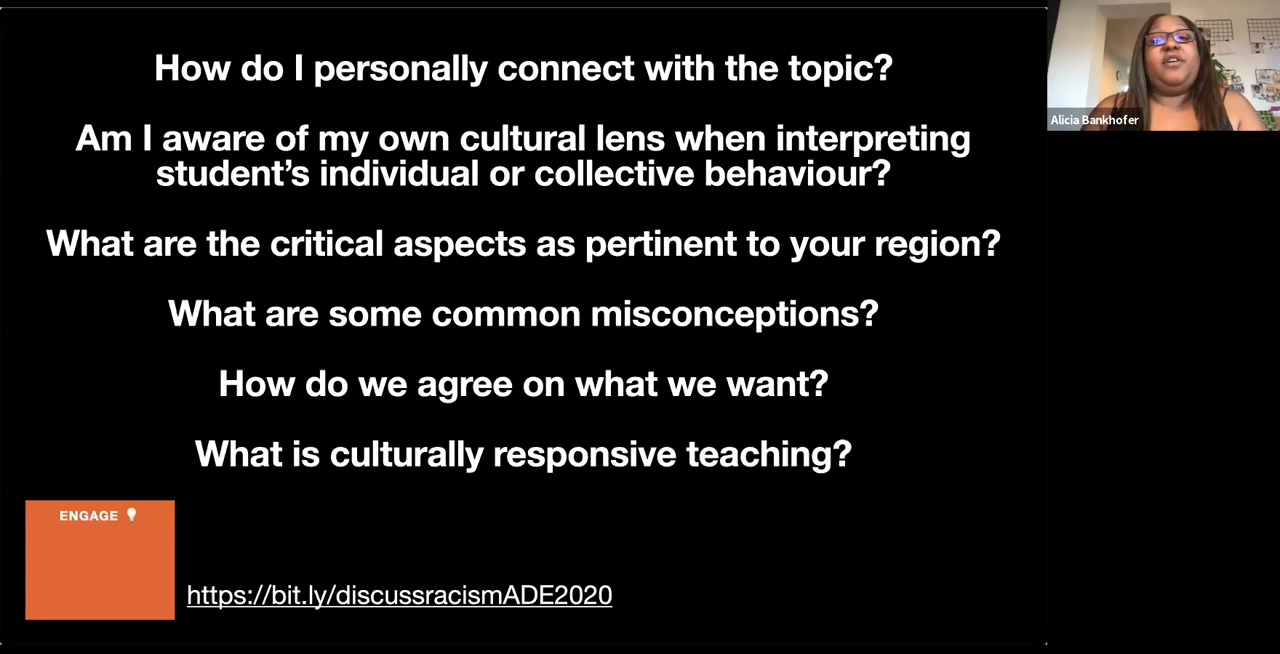 How do I personally connect with the topic?
Am I aware of my own cultural lens when interpreting
student’s individual or collective behaviour?
What are the critical aspects as pertinent to your region?
What are some common misconceptions?
How do we agree on what we want?
What is culturally responsive teaching?
ENGAGE 💡
https://bit.ly/discussracismADE2020
Alicia Bankhofer